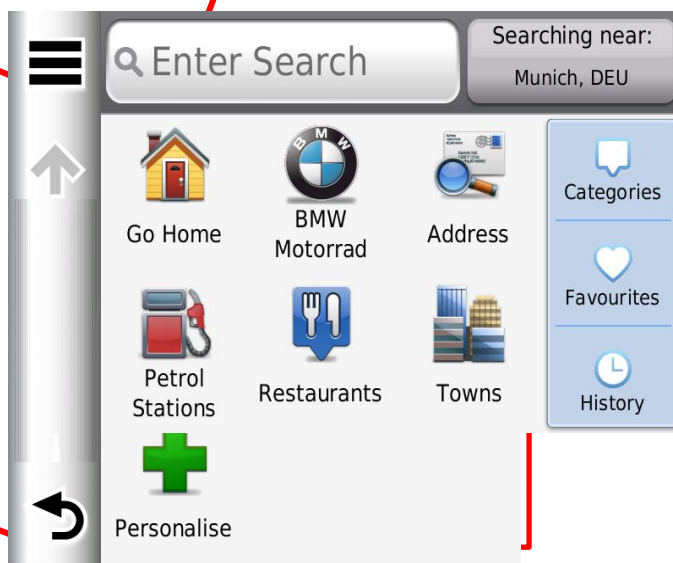 Enter Search
Searching near:
Munich, DEU
Go Home
B M W
BMW
Motorrad
Address
Categories
Petrol
Stations
Restaurants
Towns
Favourites
History
Personalise